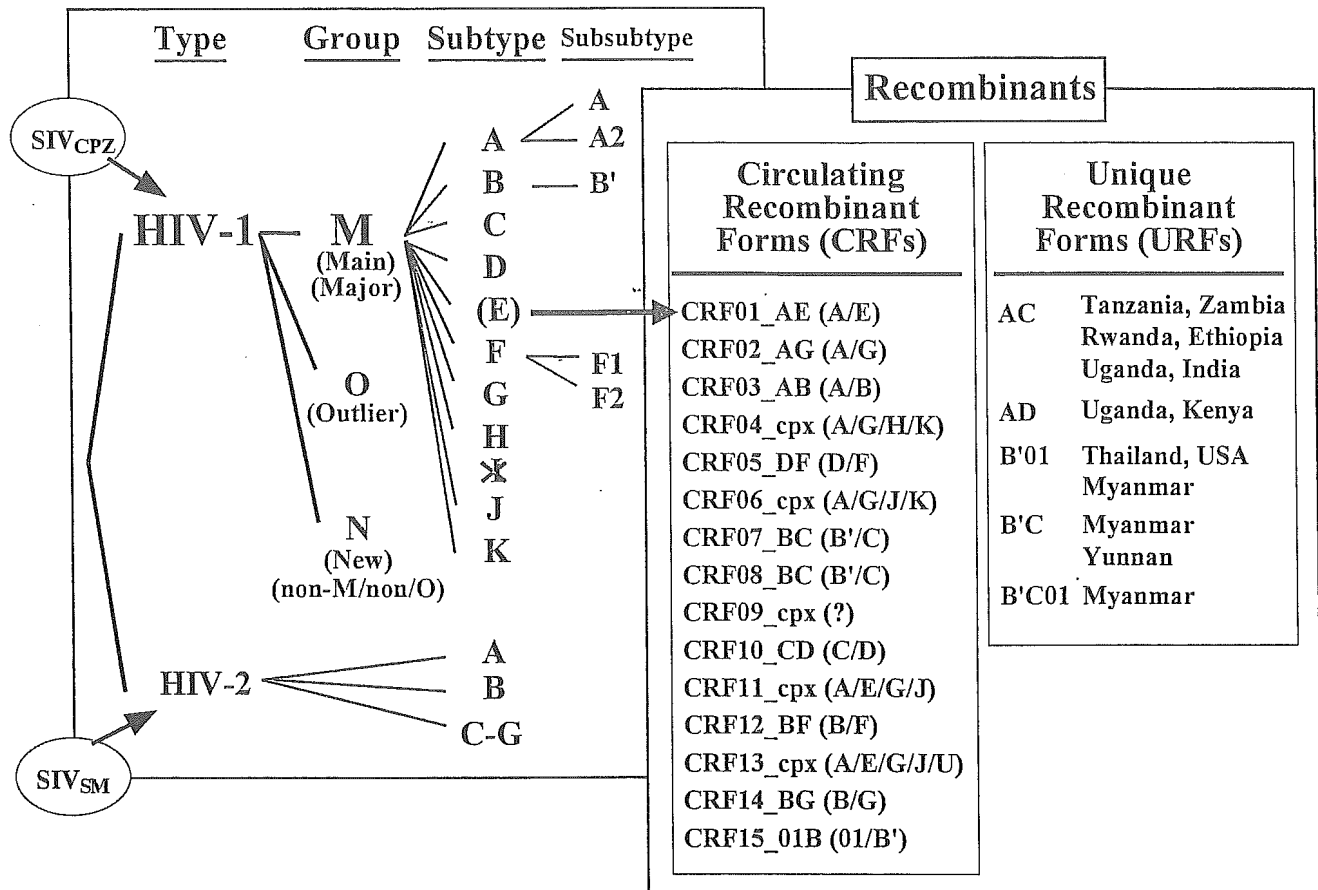 Type Group Subtype Subsubtype
SIVCPZ
HIV-1
M
(Main)
(Major)
O
(Outlier)
N
(New)
(non-M/non/O)
A
B
C
D
(E)
F
G
H
I
J
K
A
A2
B'
F1
F2
HIV-2
A
B
C-G
SIVSM
Recombinants
Circulating
Recombinant
Forms (CRFs)
CRF01_AE (A/E)
CRF02_AG (A/G)
CRF03_AB (A/B)
CRF04_cpx (A/G/H/K)
CRF05_DF (D/F)
CRF06_cpx (A/G/J/K)
CRF07_BC (B'/C)
CRF08_BC (B'/C)
CRF09_cpx (?)
CRF10_CD (C/D)
CRF11_cpx (A/E/G/J)
CRF12_BF (B/F)
CRF13_cpx (A/E/G/J/U)
CRF14_BG (B/G)
CRF15_01B (01/B')
Unique
Recombinant
Forms (URFs)
AC Tanzania, Zambia
Rwanda, Ethiopia
Uganda, India
AD Uganda, Kenya
B'01 Thailand, USA
Myanmar
B'C Myanmar
Yunnan
B'C01 Myanmar